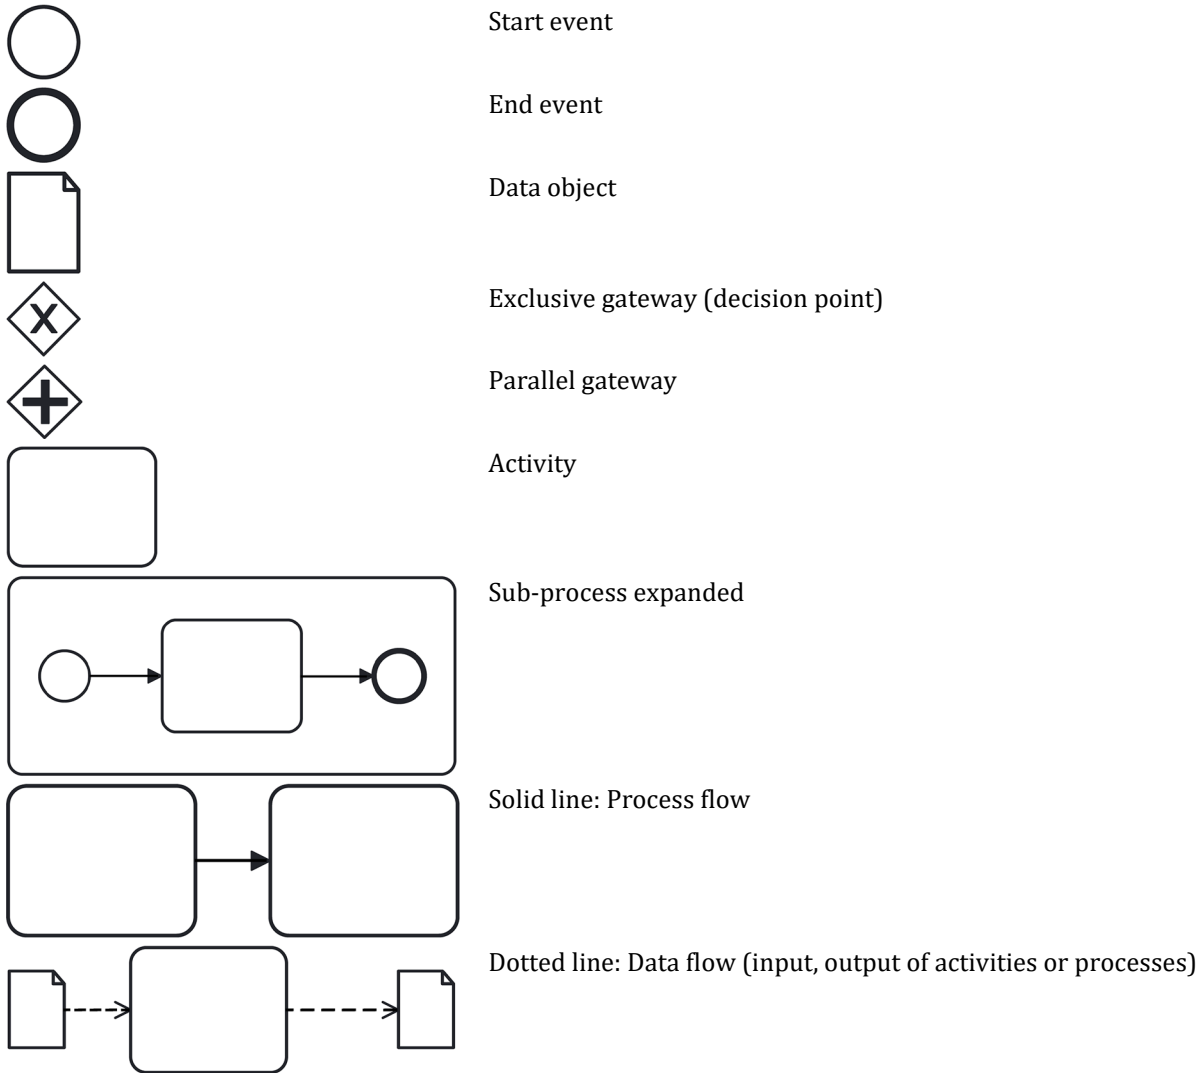 Start event
End event
Data object
Exclusive gateway (decision point)
X
Parallel gateway
Activity
Sub-process expanded
Solid line: Process flow
Dotted line: Data flow (input, output of activities or processes)